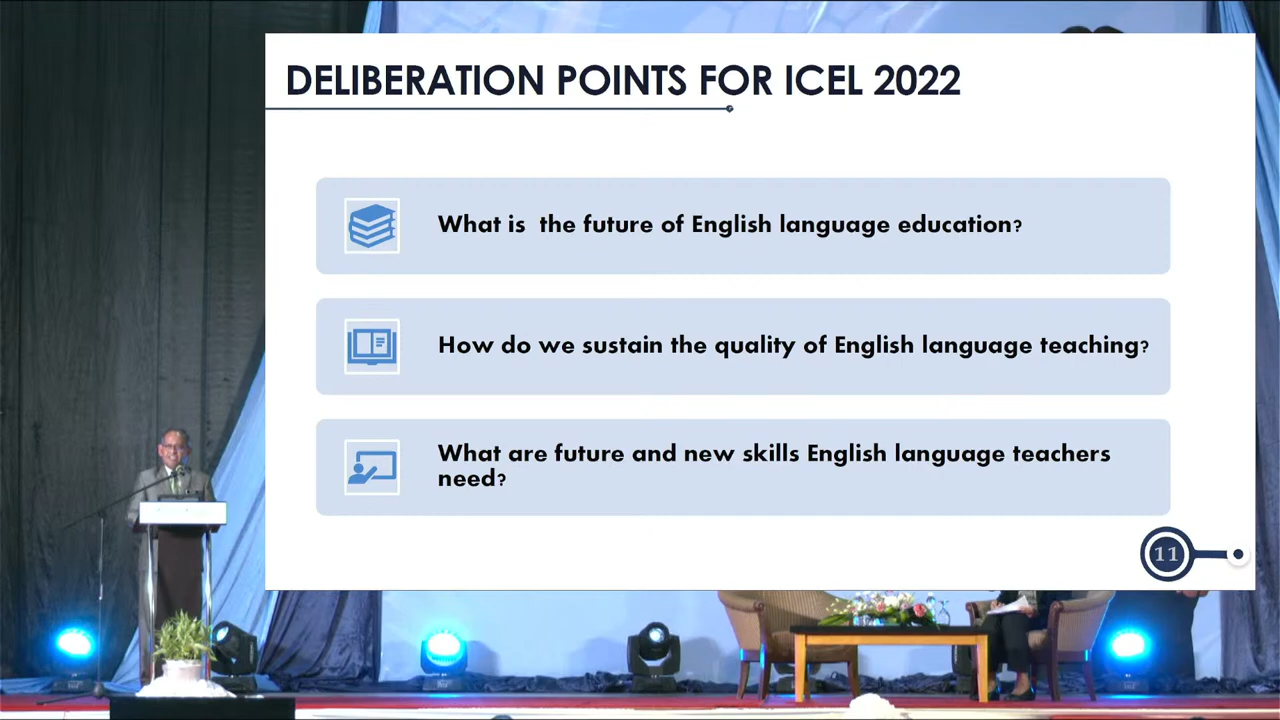 DELIBERATION POINTS FOR ICEL 2022
What is the future of English language education?
How do we sustain the quality of English language teaching?
What are future and new skills English language teachers
need?
11